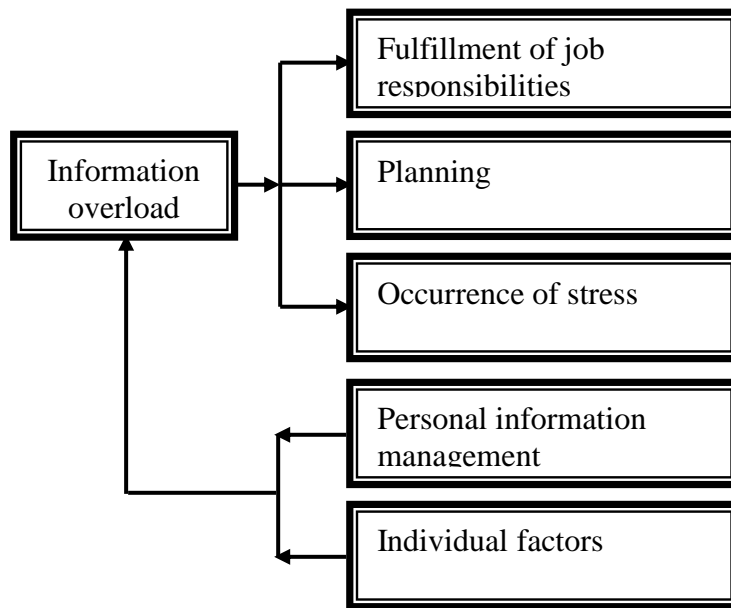 Fulfillment of job
responsibilities
Information
overload
Planning
Occurrence of stress
Personal information
management
Individual factors